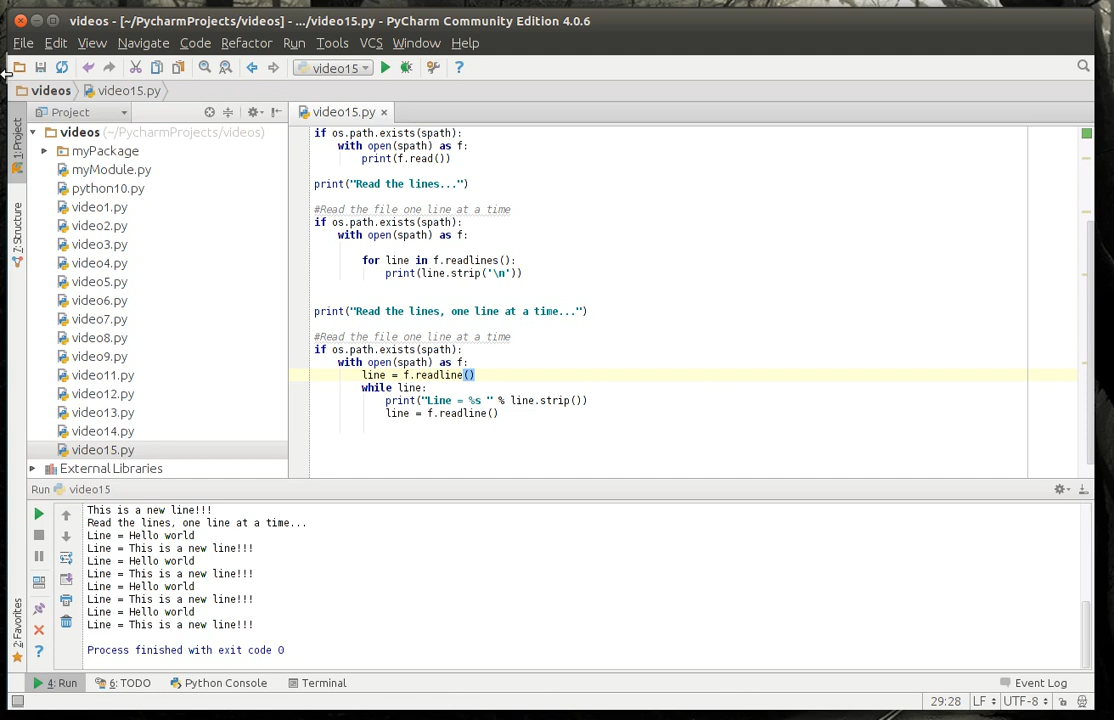 videos - [~/PycharmProjects/videos] - .../video15.py - PyCharm Community Edition 4.0.6
File Edit View Navigate Code Refactor Run Tools VCS Window Help
video15
videos video15.py
1: Project
7: Structure
2: Favorites
Project
videos (~/PycharmProjects/videos)
myPackage
myModule.py
python10.py
video1.py
video2.py
video3.py
video4.py
video5.py
video6.py
video7.py
video8.py
video9.py
video11.py
video12.py
video13.py
video14.py
video15.py
External Libraries
video15.py
if os.path.exists(spath):
with open(spath) as f:
print(f.read())
print("Read the lines...")
#Read the file one line at a time
if os.path.exists(spath):
with open(spath) as f:
for line in f.readlines():
print(line.strip('\n'))
print("Read the lines, one line at a time...")
#Read the file one line at a time
if os.path.exists(spath):
with open(spath) as f:
line = f.readline()
while line:
print("Line = %s " % line.strip())
line = f.readline()
Run video15
This is a new line!!!
Read the lines, one line at a time...
Line = Hello world
Line = This is a new line!!!
Line = Hello world
Line = This is a new line!!!
Line = Hello world
Line = This is a new line!!!
Line = Hello world
Line = This is a new line!!!
Process finished with exit code 0
4: Run 6: TODO Python Console Terminal Event Log
29:28 LF UTF-8